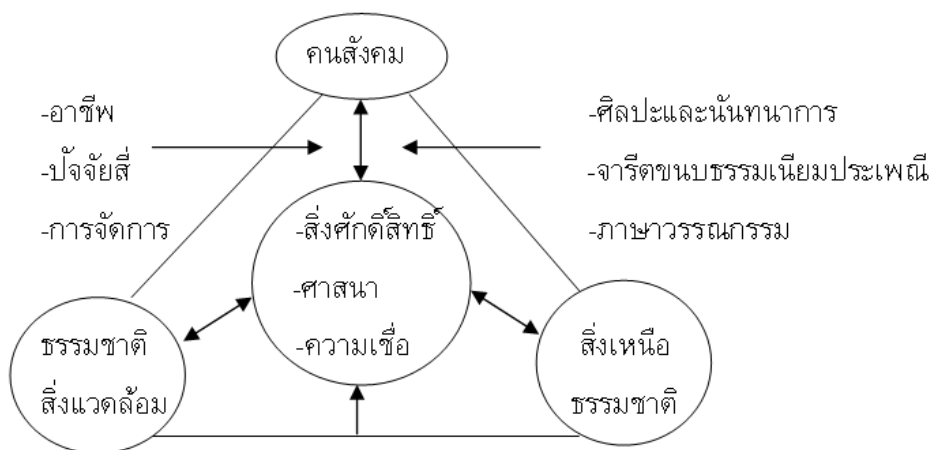 คนสังคม
-อาชีพ
-ปัจจัยสี่
-การจัดการ
-ศิลปะและนันทนาการ
-จารีตขนบธรรมเนียมประเพณี
-ภาษาวรรณกรรม
-สิ่งศักดิ์สิทธิ์
-ศาสนา
-ความเชื่อ
ธรรมชาติ
สิ่งแวดล้อม
สิ่งเหนือ
ธรรมชาติ